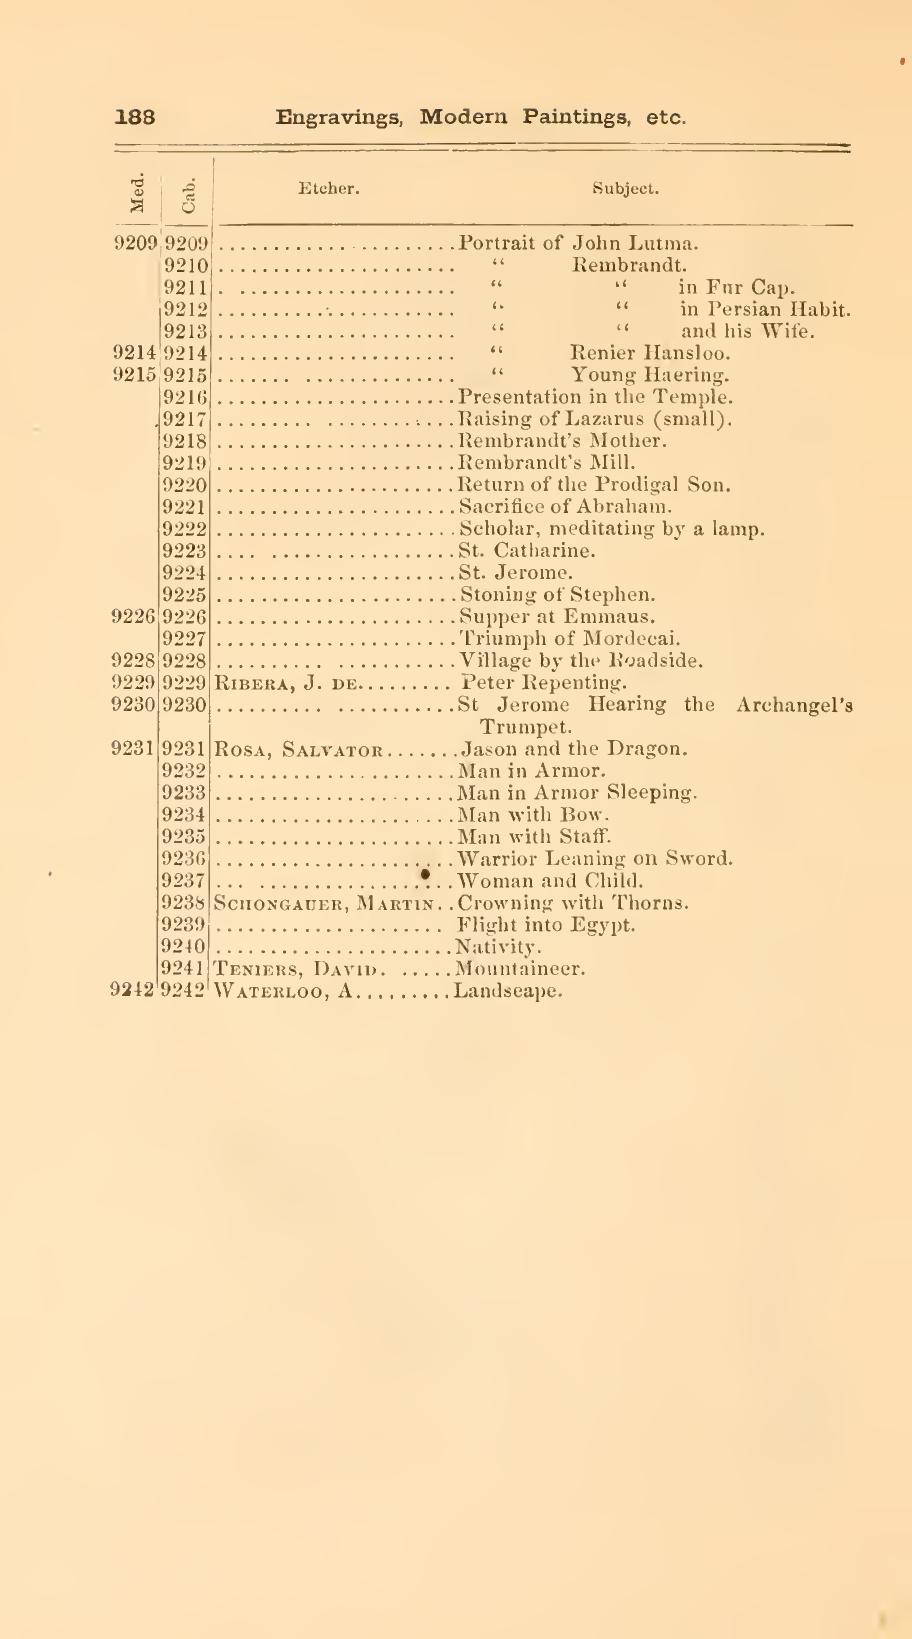 188 Engravings, Modern Paintings, etc.
Med. Cab. Etcher. Subject.
9209 9209 ...................... Portrait of John Lutma.
9210 ...................... “ Rembrandt.
9211 ...................... “ “ in Fur Cap.
9212 ...................... “ “ in Persian Habit.
9213 ...................... “ “ and his Wife.
9214 9214 ...................... “ Renier Hansloo.
9215 9215 ...................... “ Young Haering.
9216 ...................... Presentation in the Temple.
9217 ...................... Raising of Lazarus (small).
9218 ...................... Rembrandt's Mother.
9219 ...................... Rembrandt's Mill.
9220 ...................... Return of the Prodigal Son.
9221 ...................... Sacrifice of Abraham.
9222 ...................... Scholar, meditating by a lamp.
9223 ...................... St. Catharine.
9224 ...................... St. Jerome.
9225 ...................... Stoning of Stephen.
9226 9226 ...................... Supper at Emmaus.
9227 ...................... Triumph of Mordecai.
9228 9228 ...................... Village by the Roadside.
9229 9229 RIBERA, J. DE......... Peter Repenting.
9230 9230 ...................... St Jerome Hearing the Archangel's
Trumpet.
9231 9231 ROSA, SALVATOR....... Jason and the Dragon.
9232 ...................... Man in Armor.
9233 ...................... Man in Armor Sleeping.
9234 ...................... Man with Bow.
9235 ...................... Man with Staff.
9236 ...................... Warrior Leaning on Sword.
9237 ...................... Woman and Child.
9238 SCHONGAUER, MARTIN.. Crowning with Thorns.
9239 ..................... Flight into Egypt.
9240 ...................... Nativity.
9241 TENIERS, DAVID. ..... Mountaineer.
9242 9242 WATERLOO, A......... Landscape.